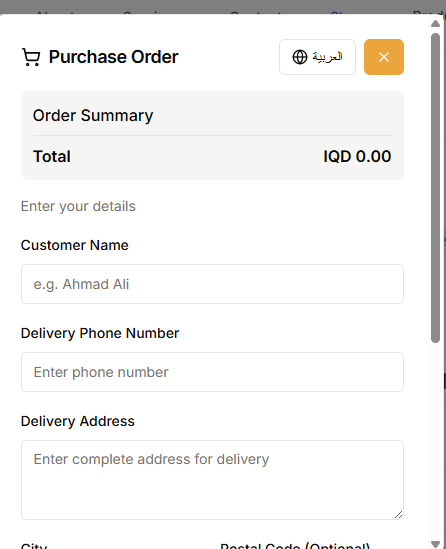 Purchase Order
العربية
Order Summary
Total IQD 0.00
Enter your details
Customer Name
e.g. Ahmad Ali
Delivery Phone Number
Enter phone number
Delivery Address
Enter complete address for delivery
City Postal Code (Optional)